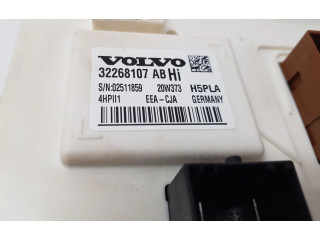 VOLVO
32268107 AB Hi
S/N:02511859 20W373 H5PLA
4HPII1 EEA-CJA GERMANY